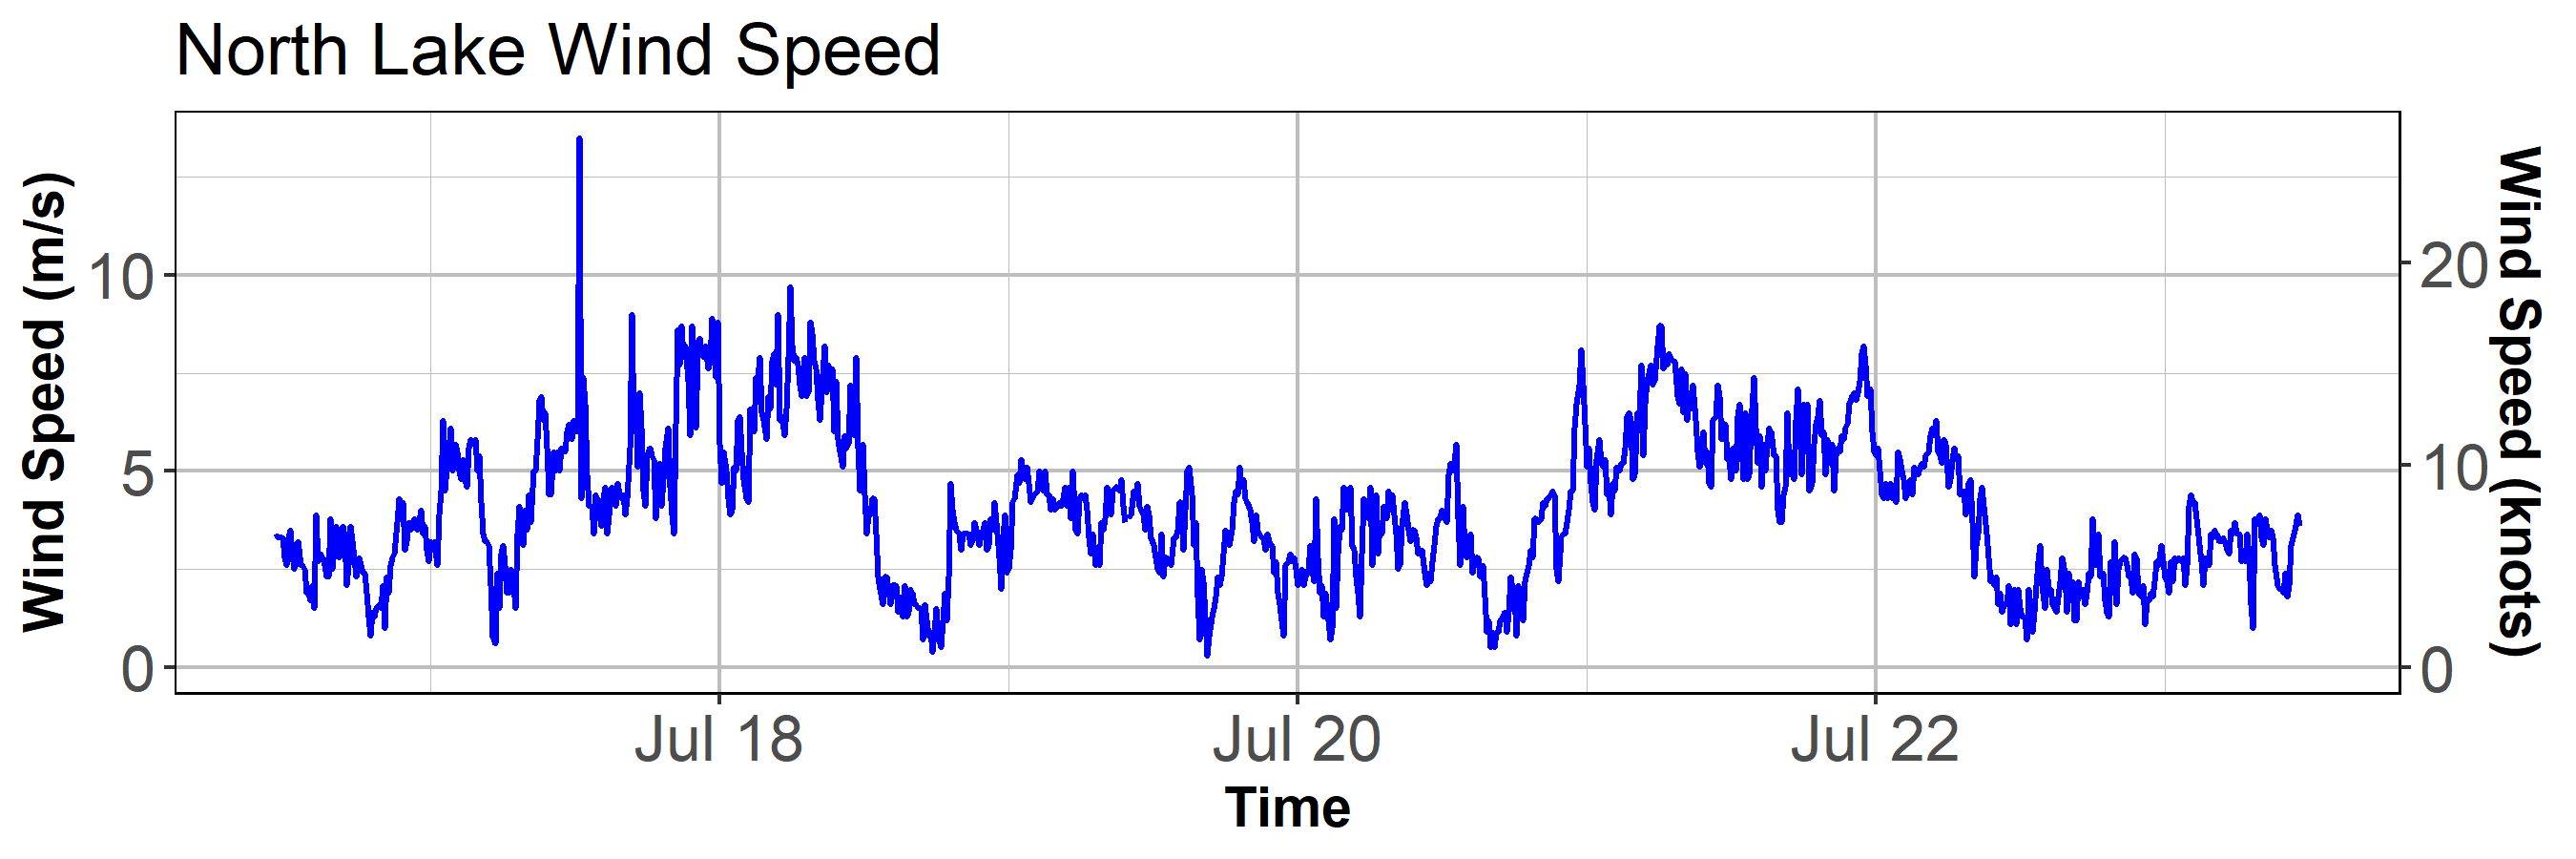 North Lake Wind Speed
Wind Speed (m/s)
10
5
0
20
10
0
Wind Speed (knots)
Jul 18
Jul 20
Jul 22
Time